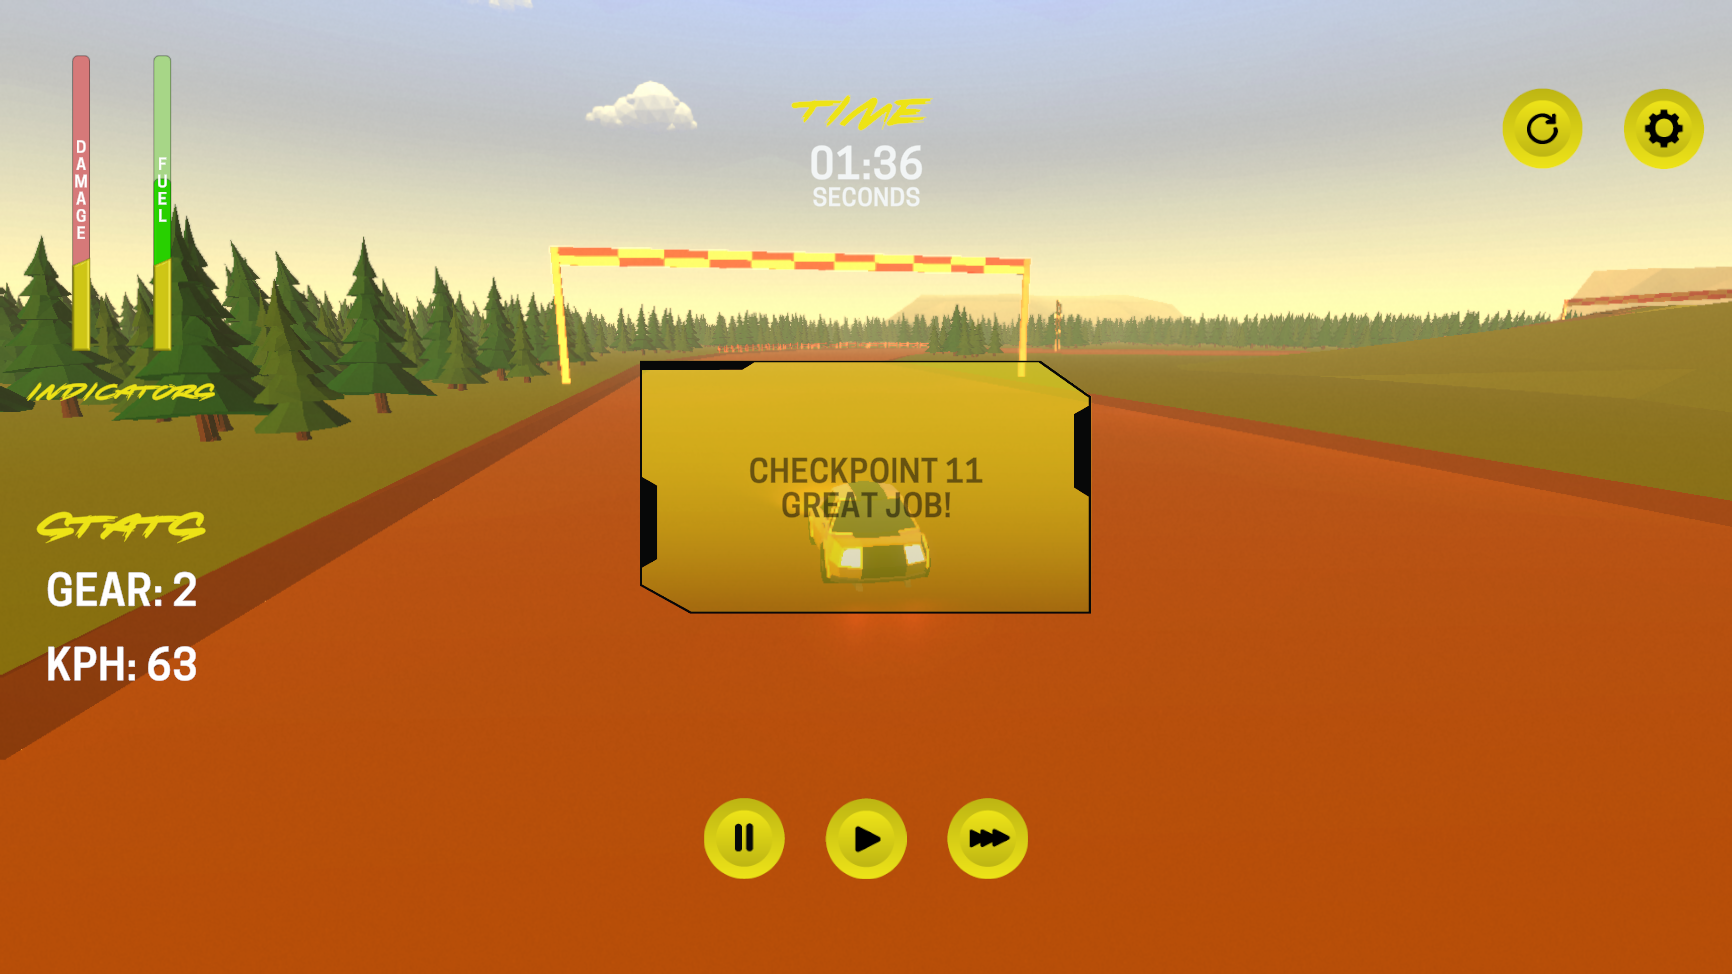 DAMAGE
FUEL
TIME
01:36
SECONDS
INDICATORS
CHECKPOINT 11
GREAT JOB!
STATS
GEAR: 2
KPH: 63